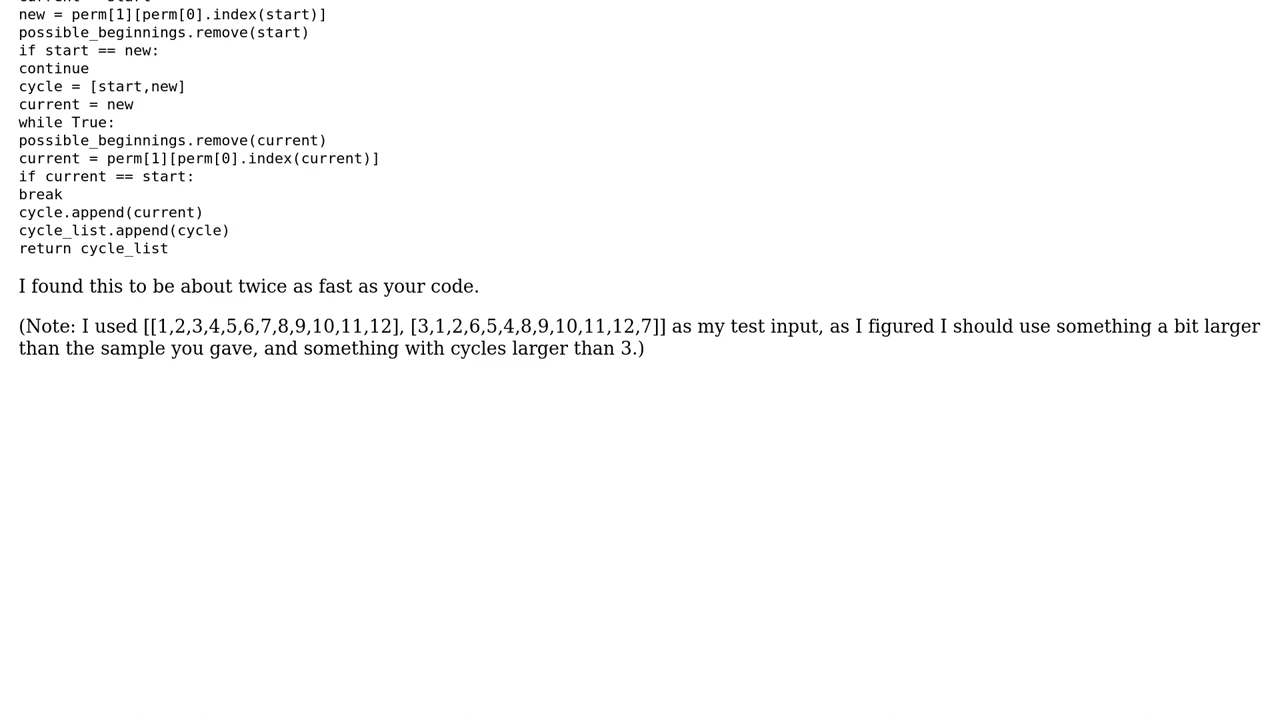 new = perm[1][perm[0].index(start)]
possible_beginnings.remove(start)
if start == new:
continue
cycle = [start,new]
current = new
while True:
possible_beginnings.remove(current)
current = perm[1][perm[0].index(current)]
if current == start:
break
cycle.append(current)
cycle_list.append(cycle)
return cycle_list
I found this to be about twice as fast as your code.
(Note: I used [[1,2,3,4,5,6,7,8,9,10,11,12], [3,1,2,6,5,4,8,9,10,11,12,7]] as my test input, as I figured I should use something a bit larger
than the sample you gave, and something with cycles larger than 3.)